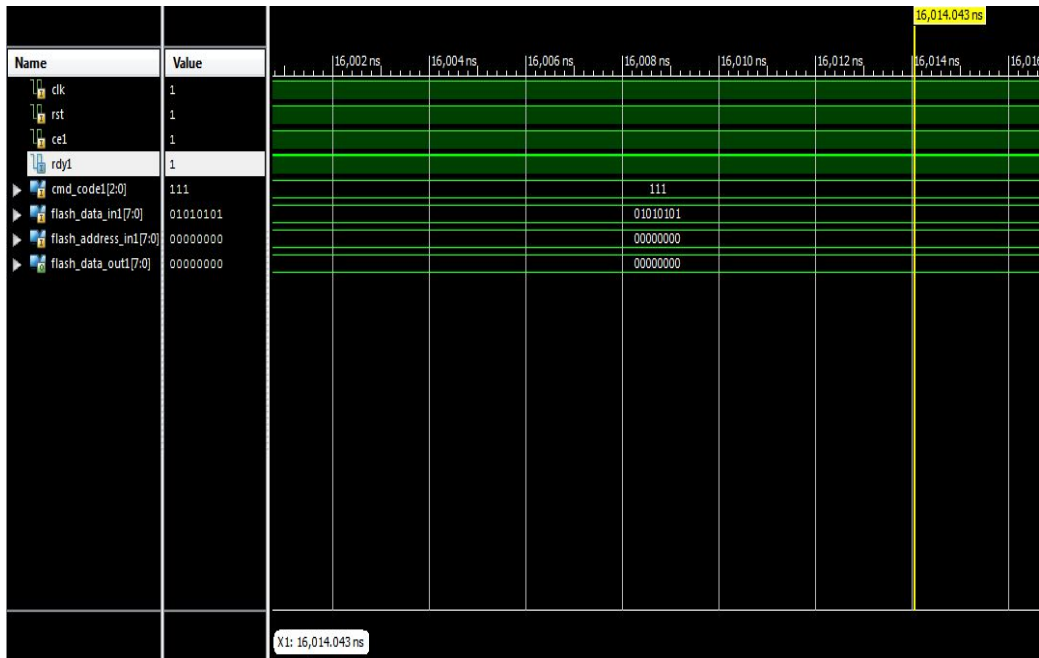 16,014.043 ns
Name Value
16,002 ns 16,004 ns 16,006 ns 16,008 ns 16,010 ns 16,012 ns 16,014 ns 16,016
clk 1
rst 1
ce1 1
rdy1 1
cmd_code1[2:0] 111 111
flash_data_in1[7:0] 01010101 01010101
flash_address_in1[7:0] 00000000 00000000
flash_data_out1[7:0] 00000000 00000000
X1: 16,014.043 ns